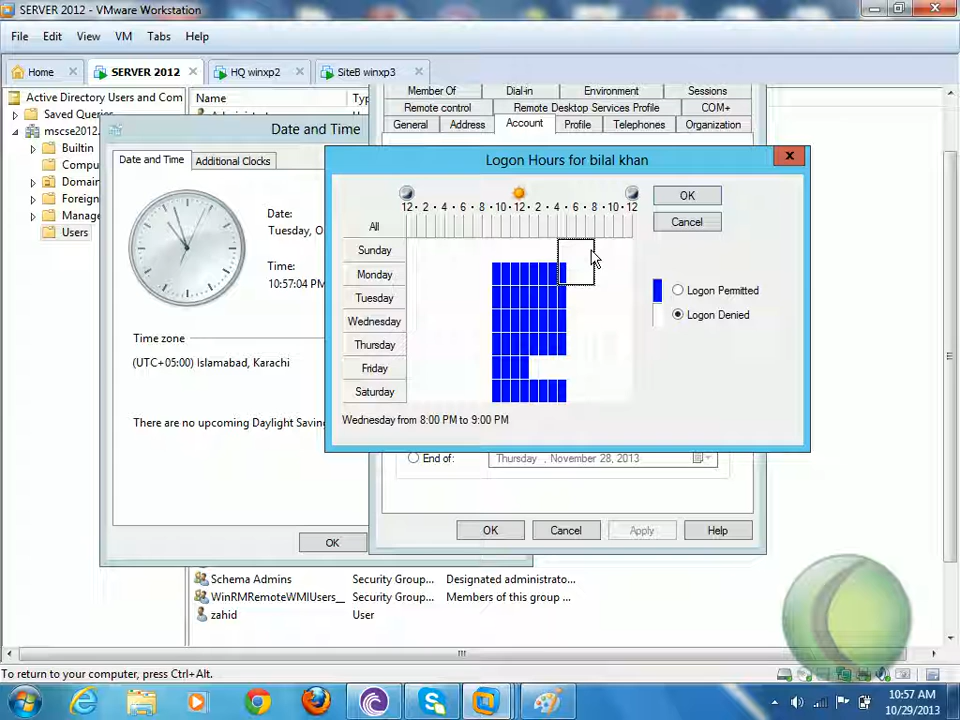 SERVER 2012 - VMware Workstation
File Edit View VM Tabs Help
Home SERVER 2012 HQ winxp2 SiteB winxp3
Active Directory Users and Com
Saved Queries
mscse2012.
Builtin
Compu
Domain
Foreign
Manage
Users
Name
Date and Time
Date and Time Additional Clocks
Date:
Tuesday, O
Time:
10:57:04 PM
Time zone
(UTC+05:00) Islamabad, Karachi
There are no upcoming Daylight Saving
OK
Member Of Dial-in Environment Sessions
Remote control Remote Desktop Services Profile COM+
General Address Account Profile Telephones Organization
Logon Hours for bilal khan
12 · 2 · 4 · 6 · 8 · 10 · 12 · 2 · 4 · 6 · 8 · 10 · 12
All
Sunday
Monday
Tuesday
Wednesday
Thursday
Friday
Saturday
Wednesday from 8:00 PM to 9:00 PM
OK
Cancel
Logon Permitted
Logon Denied
End of: Thursday , November 28, 2013
OK Cancel Apply Help
Schema Admins Security Group... Designated administrato...
WinRMRemoteWMIUsers__ Security Group... Members of this group ...
zahid User
To return to your computer, press Ctrl+Alt.
10:57 AM
10/29/2013